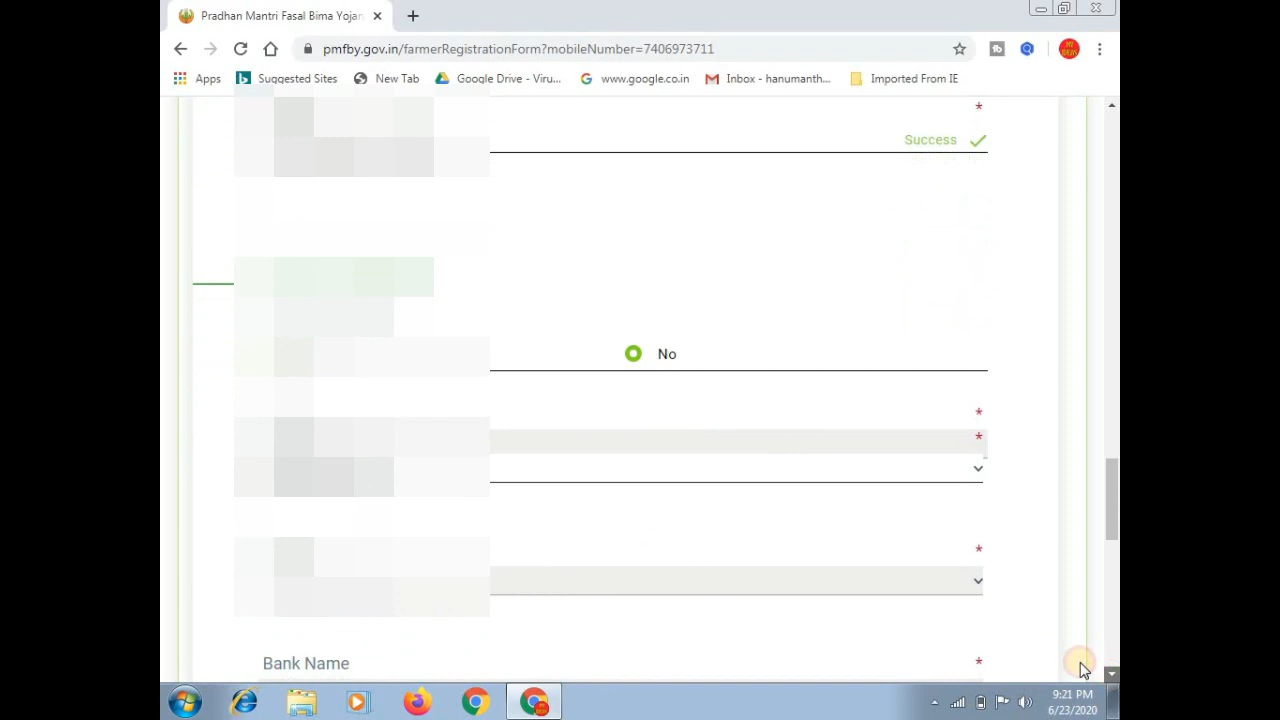 Pradhan Mantri Fasal Bima Yojan
pmfby.gov.in/farmerRegistrationForm?mobileNumber=7406973711
Apps Suggested Sites New Tab Google Drive - Viru... www.google.co.in Inbox - hanumanth... Imported From IE
*
Success
No
*
*
*
Bank Name *
9:21 PM
6/23/2020